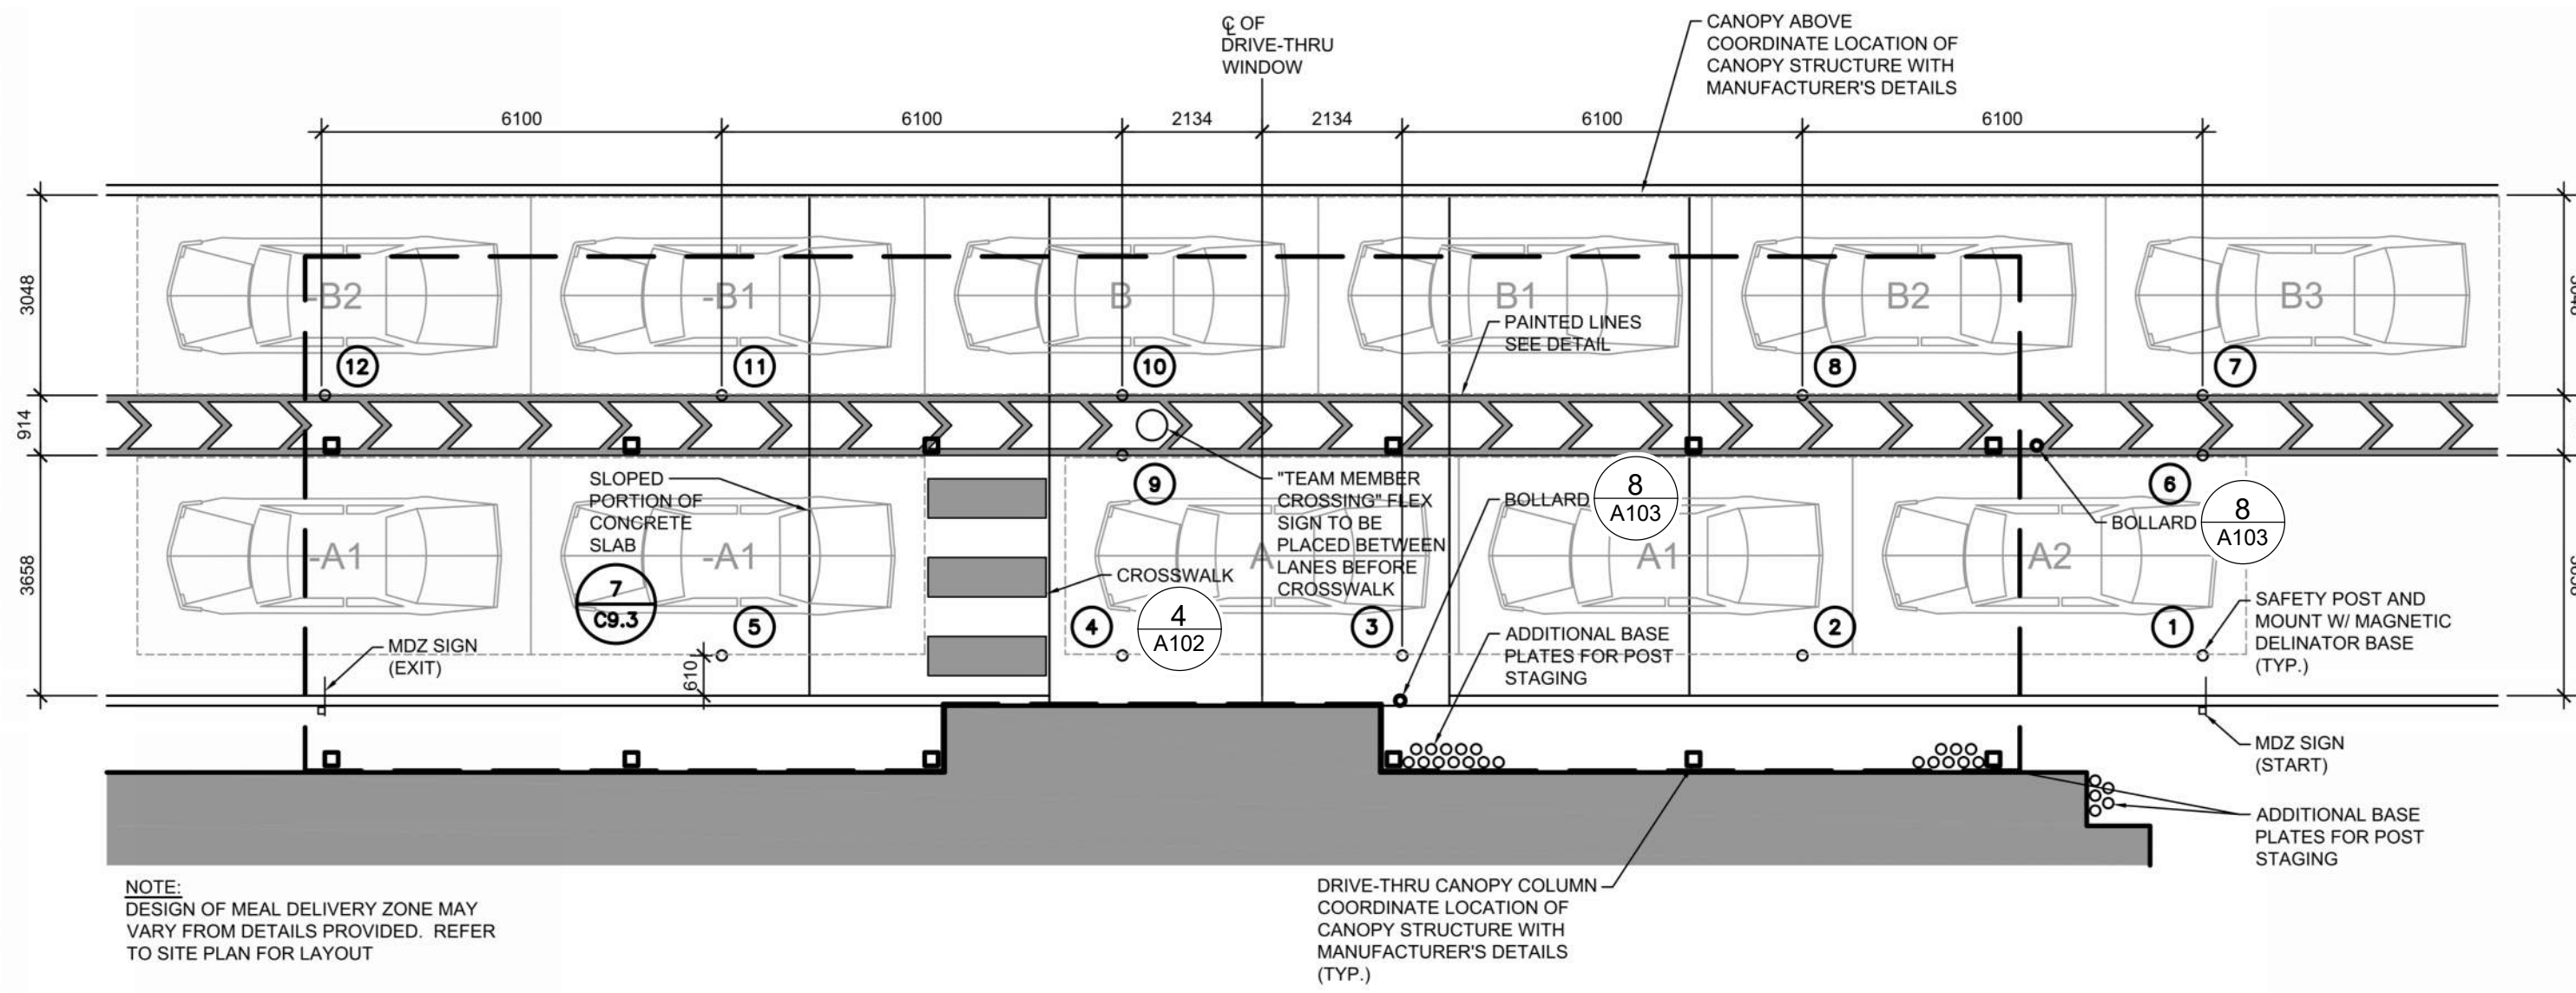 ℄ OF
DRIVE-THRU
WINDOW
CANOPY ABOVE
COORDINATE LOCATION OF
CANOPY STRUCTURE WITH
MANUFACTURER'S DETAILS
6100
6100
2134
2134
6100
6100
3048
914
3658
-B2
-B1
B
B1
B2
B3
PAINTED LINES
SEE DETAIL
12
11
10
8
7
SLOPED
PORTION OF
CONCRETE
SLAB
9
"TEAM MEMBER
CROSSING" FLEX
SIGN TO BE
PLACED BETWEEN
LANES BEFORE
CROSSWALK
BOLLARD
8
A103
6
BOLLARD
8
A103
-A1
-A1
A
A1
A2
CROSSWALK
7
C9.3
5
4
4
A102
3
2
1
SAFETY POST AND
MOUNT W/ MAGNETIC
DELINATOR BASE
(TYP.)
MDZ SIGN
(EXIT)
610
ADDITIONAL BASE
PLATES FOR POST
STAGING
MDZ SIGN
(START)
ADDITIONAL BASE
PLATES FOR POST
STAGING
NOTE:
DESIGN OF MEAL DELIVERY ZONE MAY
VARY FROM DETAILS PROVIDED. REFER
TO SITE PLAN FOR LAYOUT
DRIVE-THRU CANOPY COLUMN
COORDINATE LOCATION OF
CANOPY STRUCTURE WITH
MANUFACTURER'S DETAILS
(TYP.)